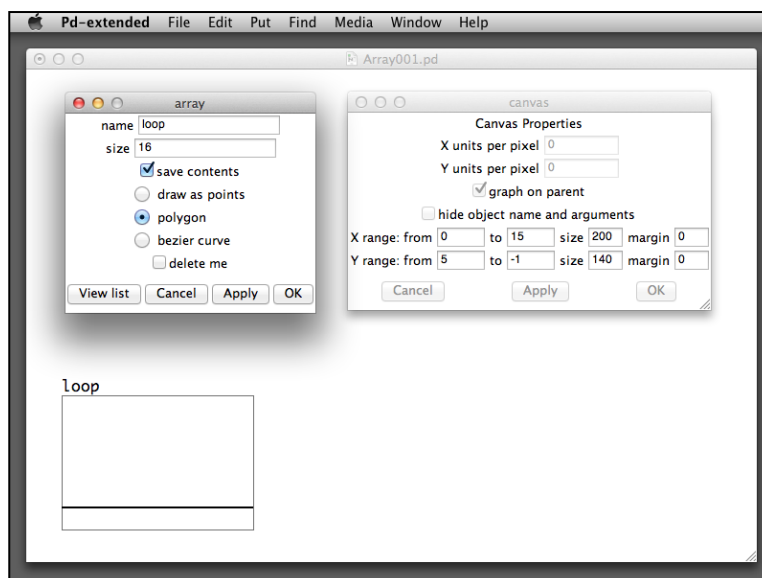 Pd-extended File Edit Put Find Media Window Help
Array001.pd
array
name loop
size 16
save contents
draw as points
polygon
bezier curve
delete me
View list Cancel Apply OK
canvas
Canvas Properties
X units per pixel 0
Y units per pixel 0
graph on parent
hide object name and arguments
X range: from 0 to 15 size 200 margin 0
Y range: from 5 to -1 size 140 margin 0
Cancel Apply OK
loop